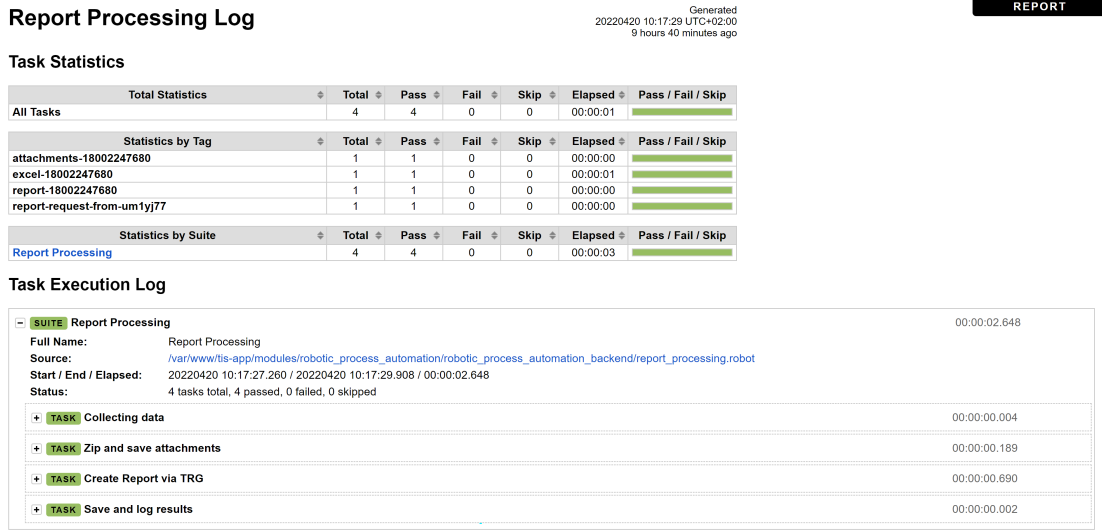 Report Processing Log
Generated
20220420 10:17:29 UTC+02:00
9 hours 40 minutes ago
REPORT
Task Statistics
Total Statistics Total Pass Fail Skip Elapsed Pass / Fail / Skip
All Tasks 4 4 0 0 00:00:01
Statistics by Tag Total Pass Fail Skip Elapsed Pass / Fail / Skip
attachments-18002247680 1 1 0 0 00:00:00
excel-18002247680 1 1 0 0 00:00:01
report-18002247680 1 1 0 0 00:00:00
report-request-from-um1yj77 1 1 0 0 00:00:00
Statistics by Suite Total Pass Fail Skip Elapsed Pass / Fail / Skip
Report Processing 4 4 0 0 00:00:03
Task Execution Log
SUITE Report Processing 00:00:02.648
Full Name: Report Processing
Source: /var/www/tis-app/modules/robotic_process_automation/robotic_process_automation_backend/report_processing.robot
Start / End / Elapsed: 20220420 10:17:27.260 / 20220420 10:17:29.908 / 00:00:02.648
Status: 4 tasks total, 4 passed, 0 failed, 0 skipped
TASK Collecting data 00:00:00.004
TASK Zip and save attachments 00:00:00.189
TASK Create Report via TRG 00:00:00.690
TASK Save and log results 00:00:00.002